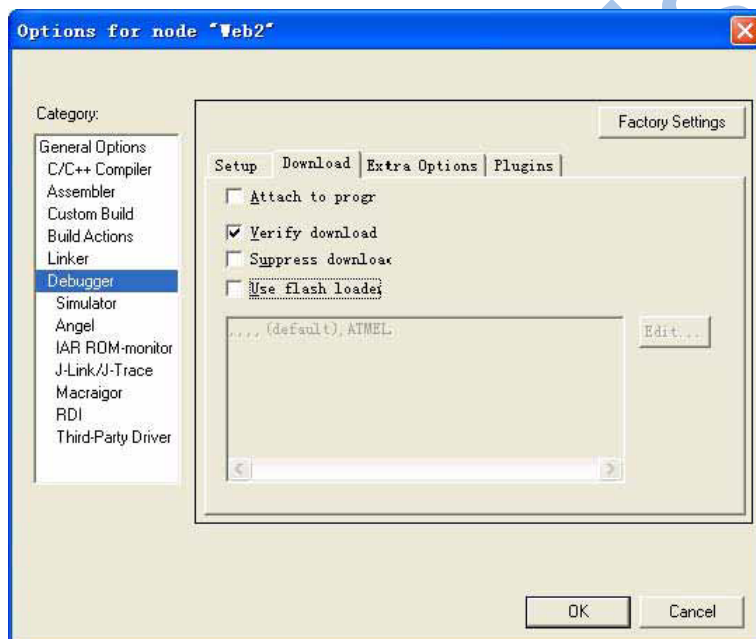 Options for node "Web2"
Category:
Factory Settings
General Options
C/C++ Compiler
Assembler
Custom Build
Build Actions
Linker
Debugger
Simulator
Angel
IAR ROM-monitor
J-Link/J-Trace
Macraigor
RDI
Third-Party Driver
Setup Download Extra Options Plugins
Attach to progr
Verify download
Suppress downloa
Use flash loade
,,,, (default), ATMEL
Edit...
OK Cancel